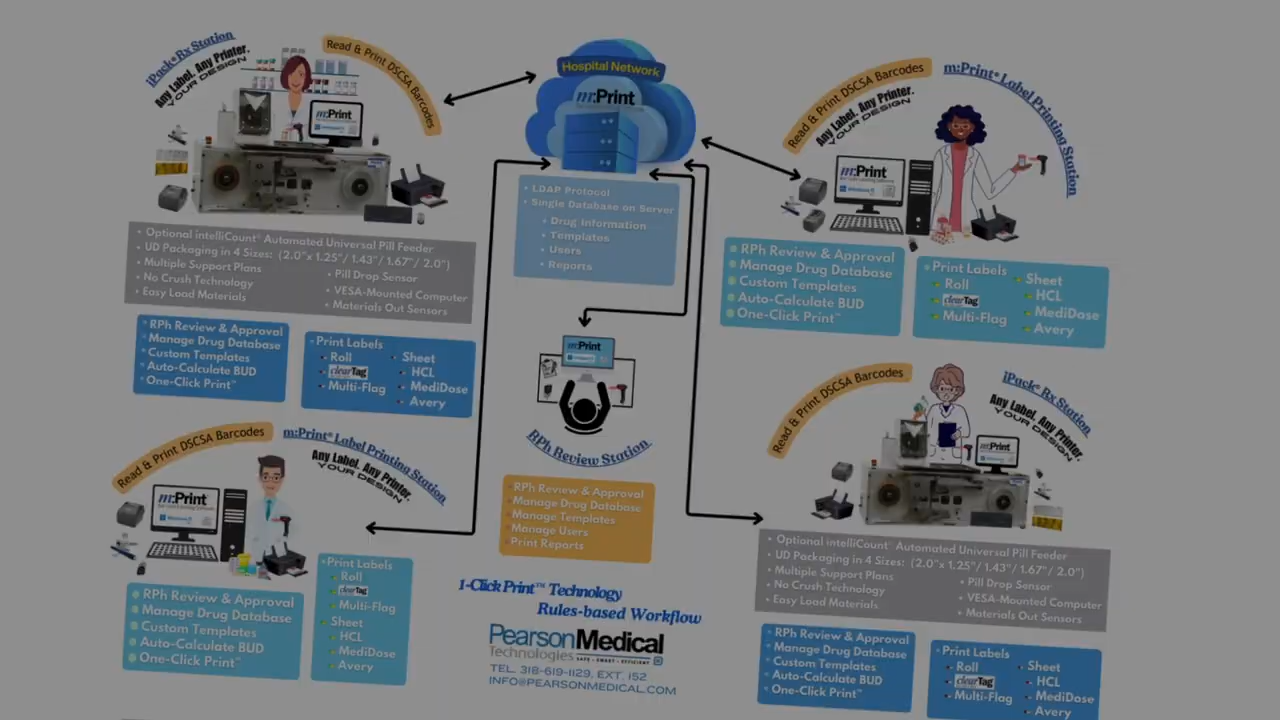 iPack® Rx Station
Any Label. Any Printer.
YOUR DESIGN
Read & Print DSCSA Barcodes
m:Print
Optional intelliCount® Automated Universal Pill Feeder
UD Packaging in 4 Sizes: (2.0"x 1.25"/ 1.43"/ 1.67"/ 2.0")
Multiple Support Plans
No Crush Technology
Easy Load Materials
Pill Drop Sensor
VESA-Mounted Computer
Materials Out Sensors
RPh Review & Approval
Manage Drug Database
Custom Templates
Auto-Calculate BUD
One-Click Print™
Print Labels
Roll
clearTag
Multi-Flag
Sheet
HCL
MediDose
Avery
Hospital Network
m:Print
LDAP Protocol
Single Database on Server
Drug Information
Templates
Users
Reports
Read & Print DSCSA Barcodes
Any Label. Any Printer.
YOUR DESIGN
m:Print® Label Printing Station
m:Print
RPh Review & Approval
Manage Drug Database
Custom Templates
Auto-Calculate BUD
One-Click Print™
Print Labels
Roll
clearTag
Multi-Flag
Sheet
HCL
MediDose
Avery
m:Print
RPh Review Station
RPh Review & Approval
Manage Drug Database
Manage Templates
Manage Users
Print Reports
Read & Print DSCSA Barcodes
m:Print® Label Printing Station
Any Label. Any Printer.
YOUR DESIGN
m:Print
RPh Review & Approval
Manage Drug Database
Custom Templates
Auto-Calculate BUD
One-Click Print™
Print Labels
Roll
clearTag
Multi-Flag
Sheet
HCL
MediDose
Avery
Read & Print DSCSA Barcodes
iPack® Rx Station
Any Label. Any Printer.
YOUR DESIGN
m:Print
Optional intelliCount® Automated Universal Pill Feeder
UD Packaging in 4 Sizes: (2.0"x 1.25"/ 1.43"/ 1.67"/ 2.0")
Multiple Support Plans
No Crush Technology
Easy Load Materials
Pill Drop Sensor
VESA-Mounted Computer
Materials Out Sensors
RPh Review & Approval
Manage Drug Database
Custom Templates
Auto-Calculate BUD
One-Click Print™
Print Labels
Roll
clearTag
Multi-Flag
Sheet
HCL
MediDose
Avery
1-Click Print™ Technology
Rules-based Workflow
PearsonMedical
Technologies SAFE • SMART • EFFICIENT
TEL. 318-619-1129, EXT. 152
INFO@PEARSONMEDICAL.COM